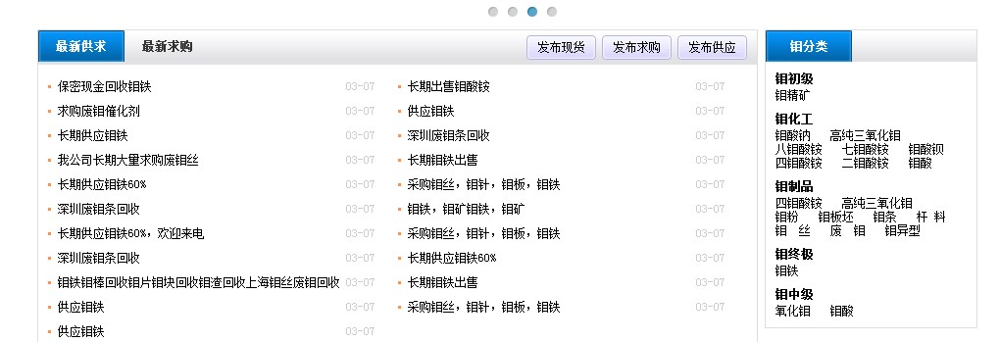 最新供求 最新求购 发布现货 发布求购 发布供应
保密现金回收钼铁 03-07
求购废钼催化剂 03-07
长期供应钼铁 03-07
我公司长期大量求购废钼丝 03-07
长期供应钼铁60% 03-07
深圳废钼条回收 03-07
长期供应钼铁60%，欢迎来电 03-07
深圳废钼条回收 03-07
钼铁钼棒回收钼片钼块回收钼渣回收上海钼丝废钼回收 03-07
供应钼铁 03-07
供应钼铁 03-07
长期出售钼酸铵 03-07
供应钼铁 03-07
深圳废钼条回收 03-07
长期钼铁出售 03-07
采购钼丝，钼针，钼板，钼铁 03-07
钼铁，钼矿钼铁，钼矿 03-07
采购钼丝，钼针，钼板，钼铁 03-07
长期供应钼铁60% 03-07
长期钼铁出售 03-07
采购钼丝，钼针，钼板，钼铁 03-07
钼分类
钼初级
钼精矿
钼化工
钼酸钠 高纯三氧化钼
八钼酸铵 七钼酸铵 钼酸钡
四钼酸铵 二钼酸铵 钼酸
钼制品
四钼酸铵 高纯三氧化钼
钼粉 钼板坯 钼条 杆 料
钼 丝 废 钼 钼异型
钼终极
钼铁
钼中级
氧化钼 钼酸